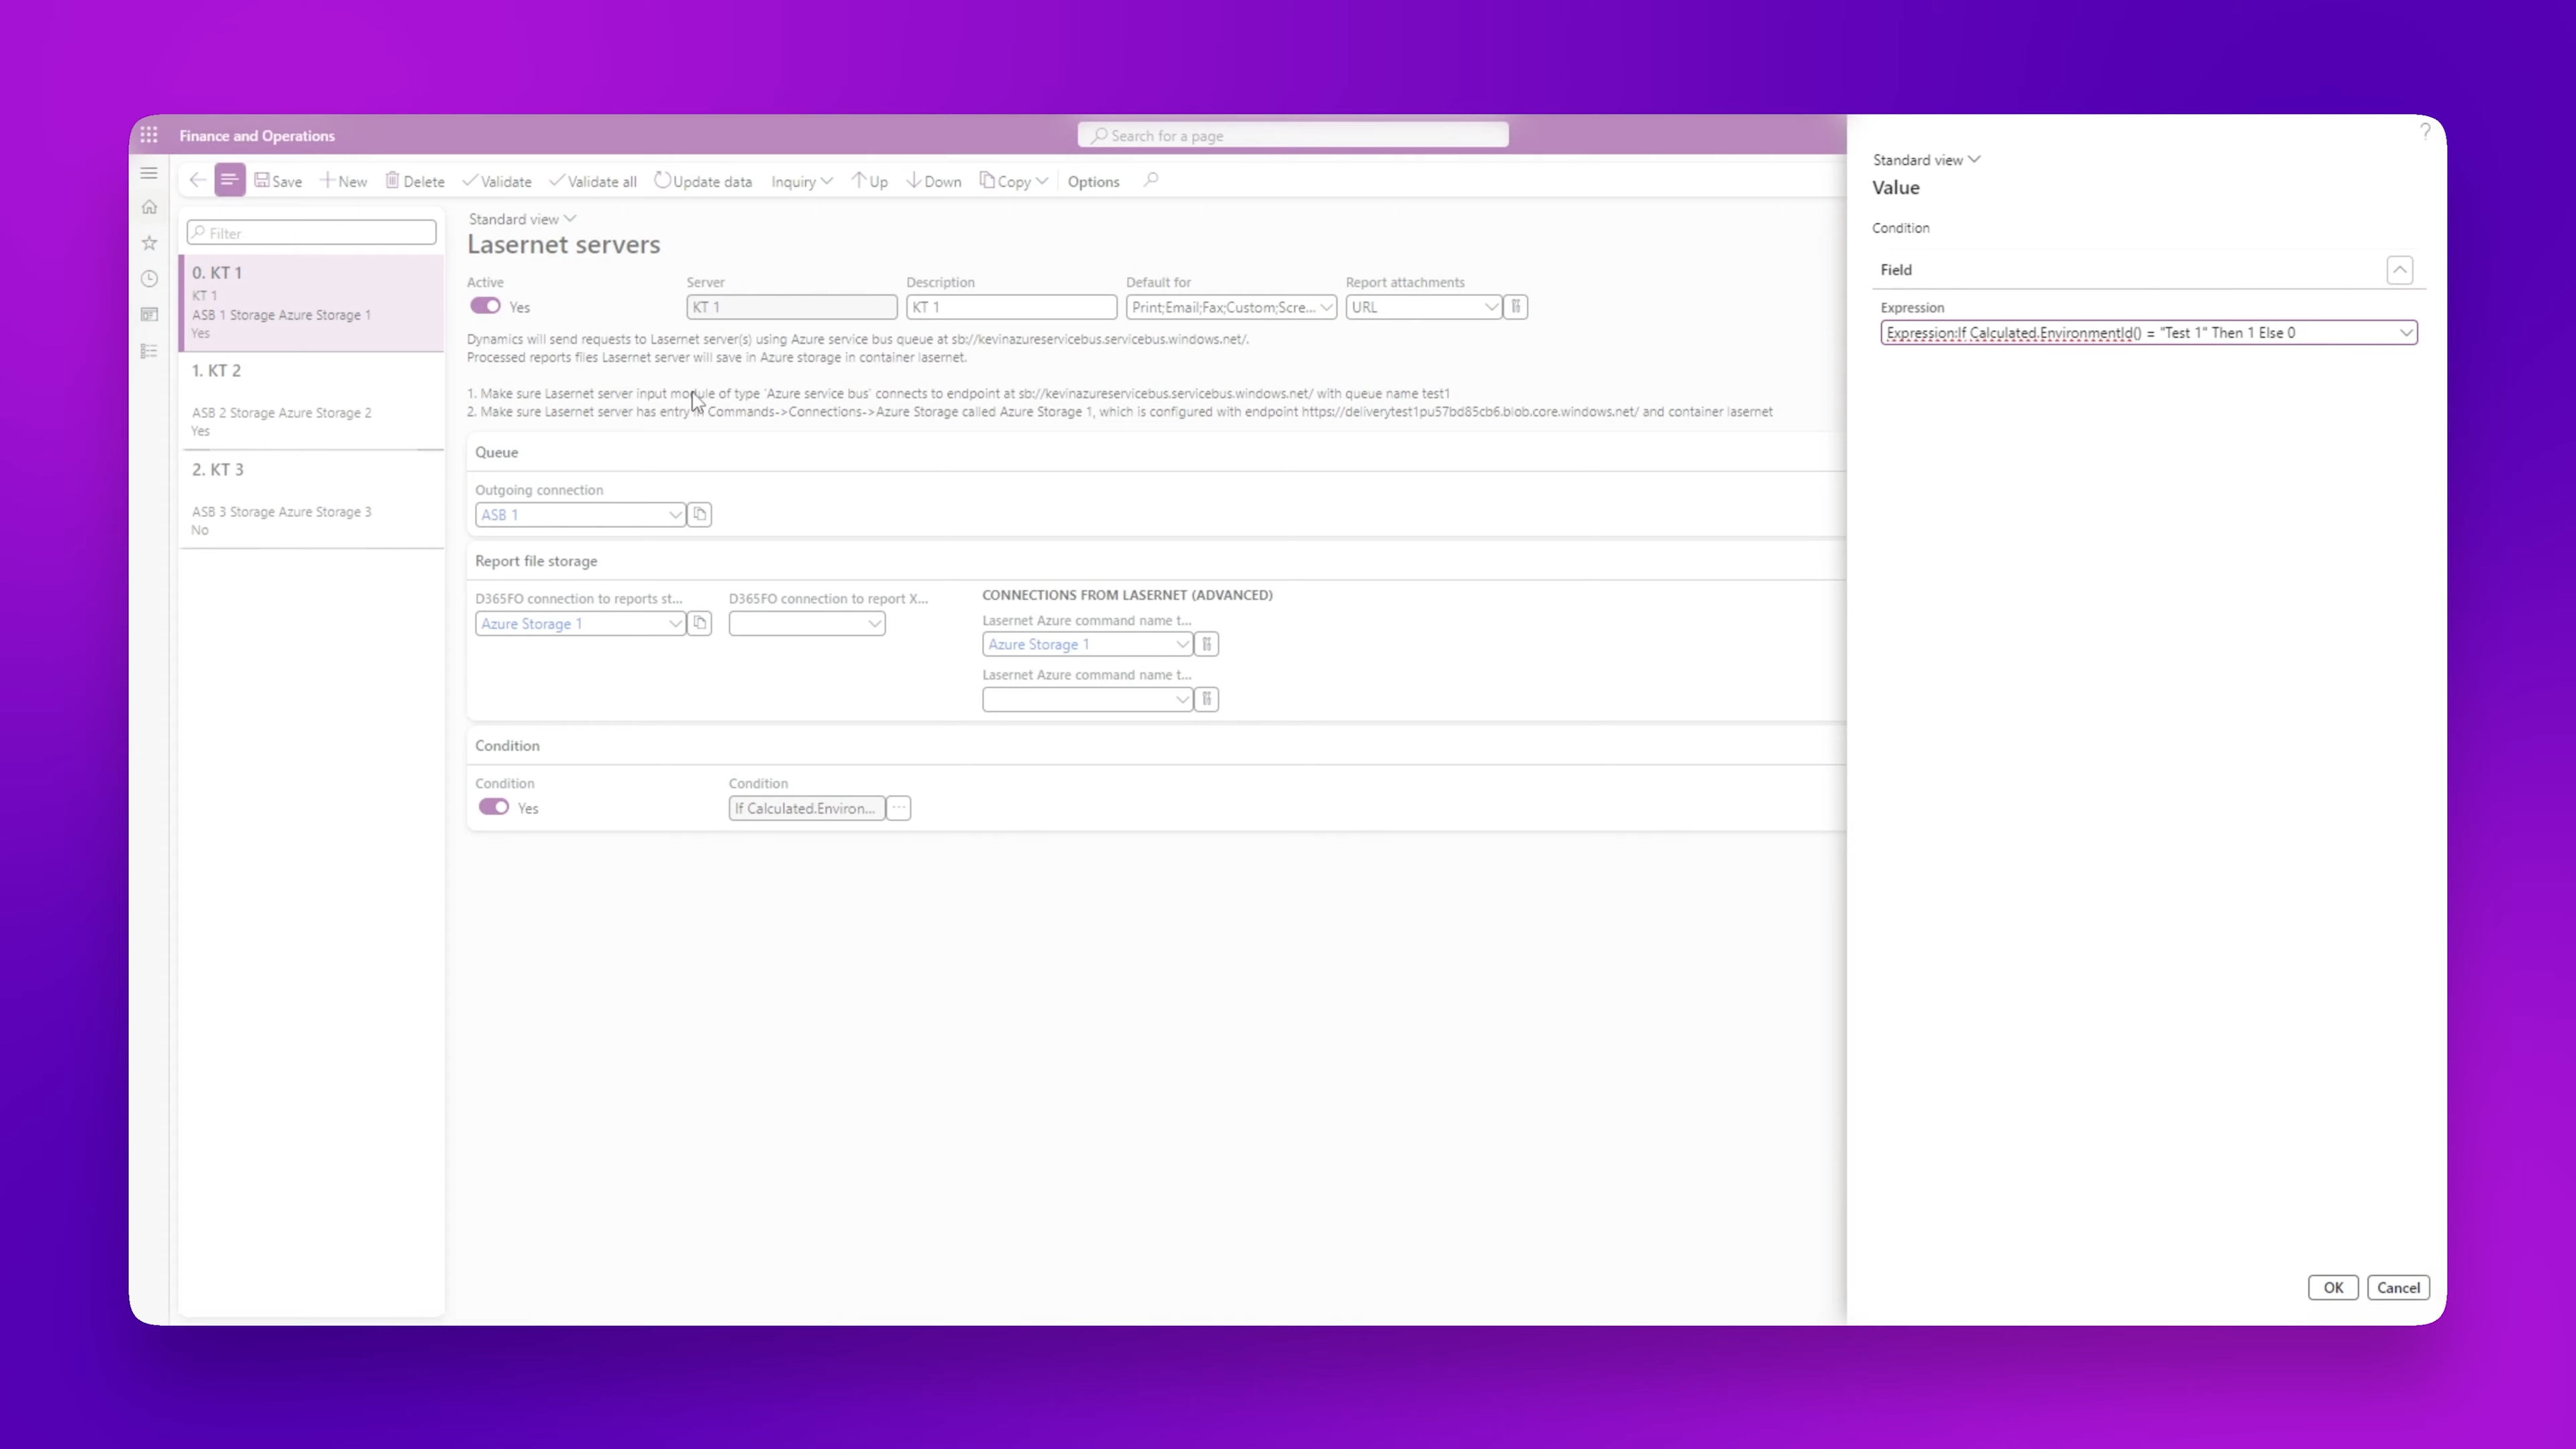 Finance and Operations
Search for a page
Save
New
Delete
Validate
Validate all
Update data
Inquiry
Up
Down
Copy
Options
Filter
0. KT 1
KT 1
ASB 1 Storage Azure Storage 1
Yes
1. KT 2
ASB 2 Storage Azure Storage 2
Yes
2. KT 3
ASB 3 Storage Azure Storage 3
No
Standard view
Lasernet servers
Active
Yes
Server
KT 1
Description
KT 1
Default for
Print;Email;Fax;Custom;Scre...
Report attachments
URL
Dynamics will send requests to Lasernet server(s) using Azure service bus queue at sb://kevinazureservicebus.servicebus.windows.net/.
Processed reports files Lasernet server will save in Azure storage in container lasernet.
1. Make sure Lasernet server input module of type 'Azure service bus' connects to endpoint at sb://kevinazureservicebus.servicebus.windows.net/ with queue name test1
2. Make sure Lasernet server has entry in Commands->Connections->Azure Storage called Azure Storage 1, which is configured with endpoint https://deliverytest1pu57bd85cb6.blob.core.windows.net/ and container lasernet
Queue
Outgoing connection
ASB 1
Report file storage
D365FO connection to reports st...
Azure Storage 1
D365FO connection to report X...
CONNECTIONS FROM LASERNET (ADVANCED)
Lasernet Azure command name t...
Azure Storage 1
Lasernet Azure command name t...
Condition
Condition
Yes
Condition
If Calculated.Environ...
?
Standard view
Value
Condition
Field
Expression
Expression:If Calculated.EnvironmentId() = "Test 1" Then 1 Else 0
OK
Cancel